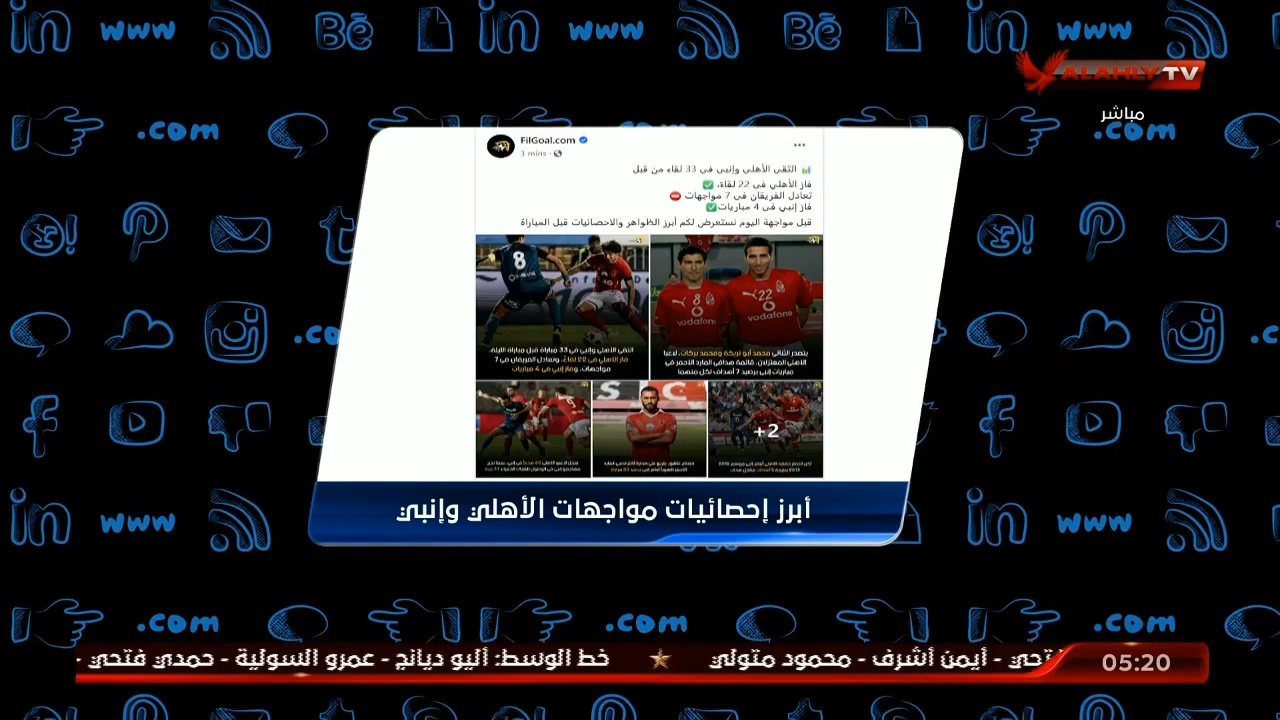 ALAHLY TV
مباشر
FilGoal.com
3 mins
📊 التقى الأهلي وإنبي في 33 لقاء من قبل
فاز الأهلي في 22 لقاءً، ✅
تعادل الفريقان في 7 مواجهات ⛔
فاز إنبي في 4 مباريات✅
قبل مواجهة اليوم نستعرض لكم أبرز الظواهر والاحصائيات قبل المباراة
يتصدر الثنائي محمد أبو تريكة ومحمد بركات، لاعبا
الأهلي المعتزلان، قائمة هدافي المارد الأحمر في
مباريات إنبي برصيد 7 أهداف لكل منهما
التقى الأهلي وإنبي في 33 مباراة قبل مباراة الليلة،
فاز الأهلي في 22 لقاءً، وتعادل الفريقان في 7
مواجهات، وفاز إنبي في 4 مباريات
+2
أبرز إحصائيات مواجهات الأهلي وإنبي
فتحي - أيمن أشرف - محمود متولي ★ خط الوسط: أليو ديانج - عمرو السولية - حمدي فتحي -
05:20